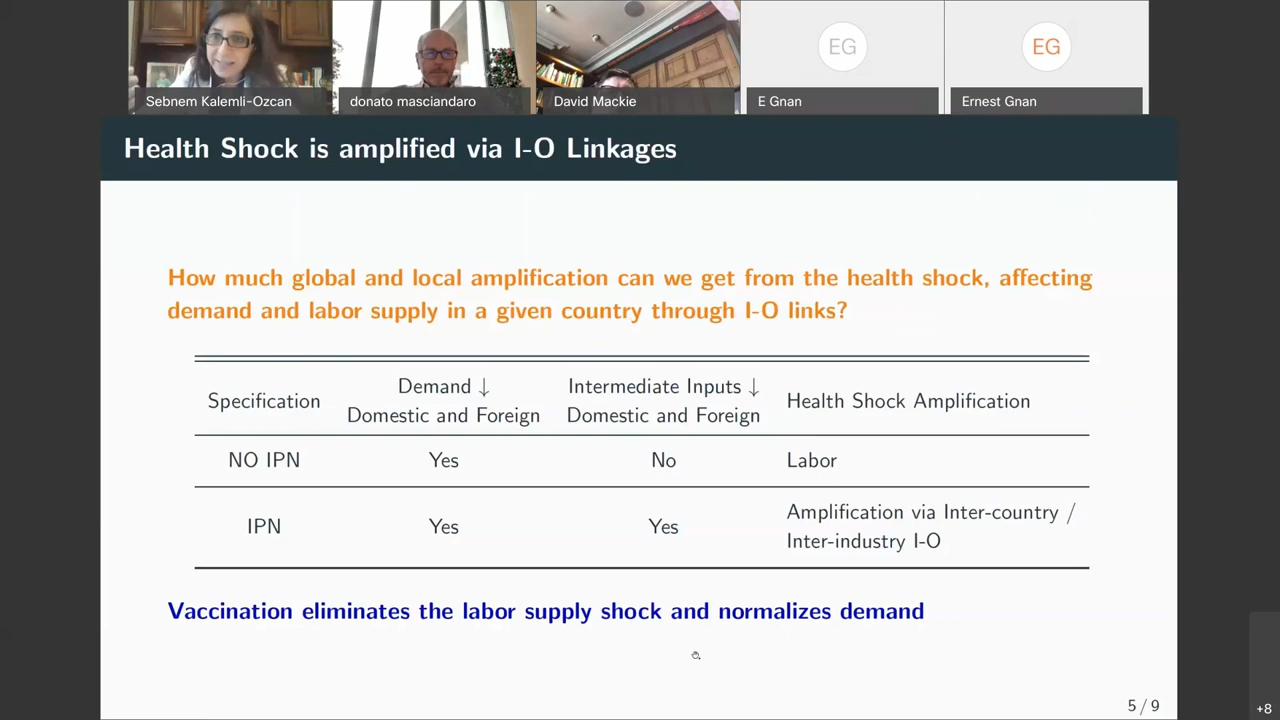 EG
EG
Sebnem Kalemli-Ozcan
donato masciandaro
David Mackie
E Gnan
Ernest Gnan
Health Shock is amplified via I-O Linkages
How much global and local amplification can we get from the health shock, affecting
demand and labor supply in a given country through I-O links?
Specification
Demand ↓
Domestic and Foreign
Intermediate Inputs ↓
Domestic and Foreign
Health Shock Amplification
NO IPN
Yes
No
Labor
IPN
Yes
Yes
Amplification via Inter-country /
Inter-industry I-O
Vaccination eliminates the labor supply shock and normalizes demand
5 / 9
+8